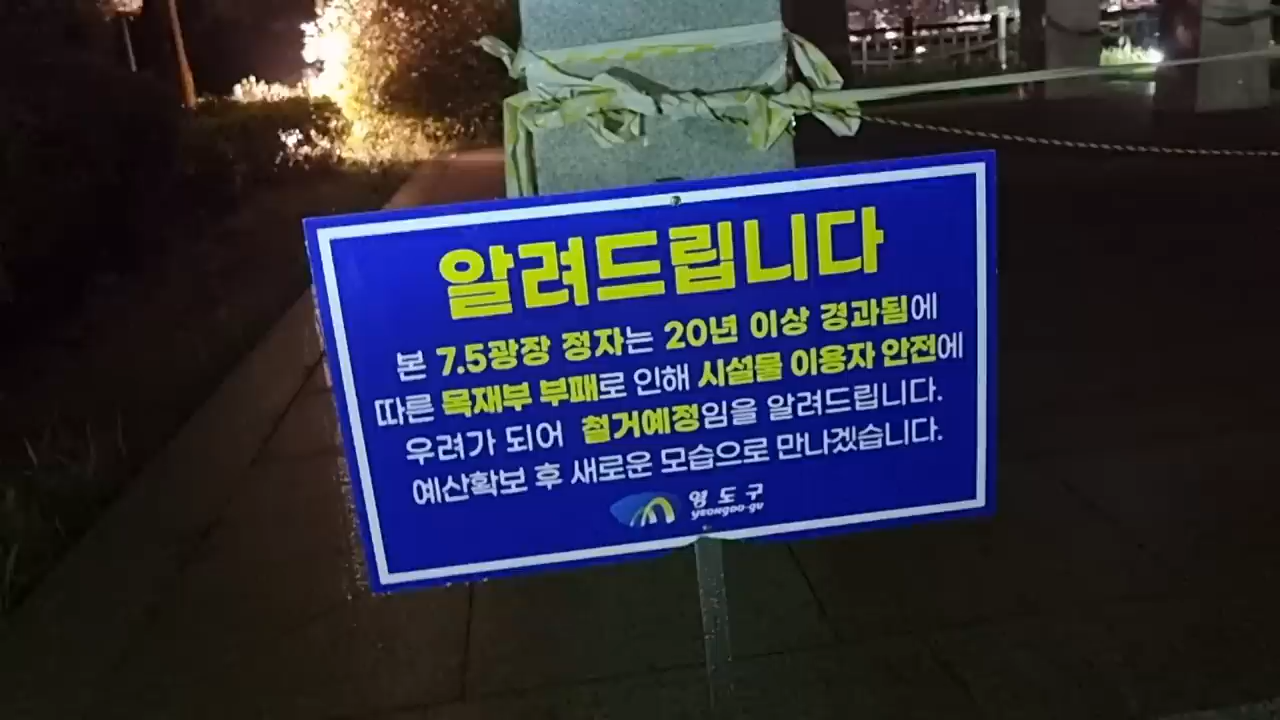 알려드립니다
본 7.5광장 정자는 20년 이상 경과됨에
따른 목재부 부패로 인해 시설물 이용자 안전에
우려가 되어 철거예정임을 알려드립니다.
예산확보 후 새로운 모습으로 만나겠습니다.
영도구
YEONGDO-GU